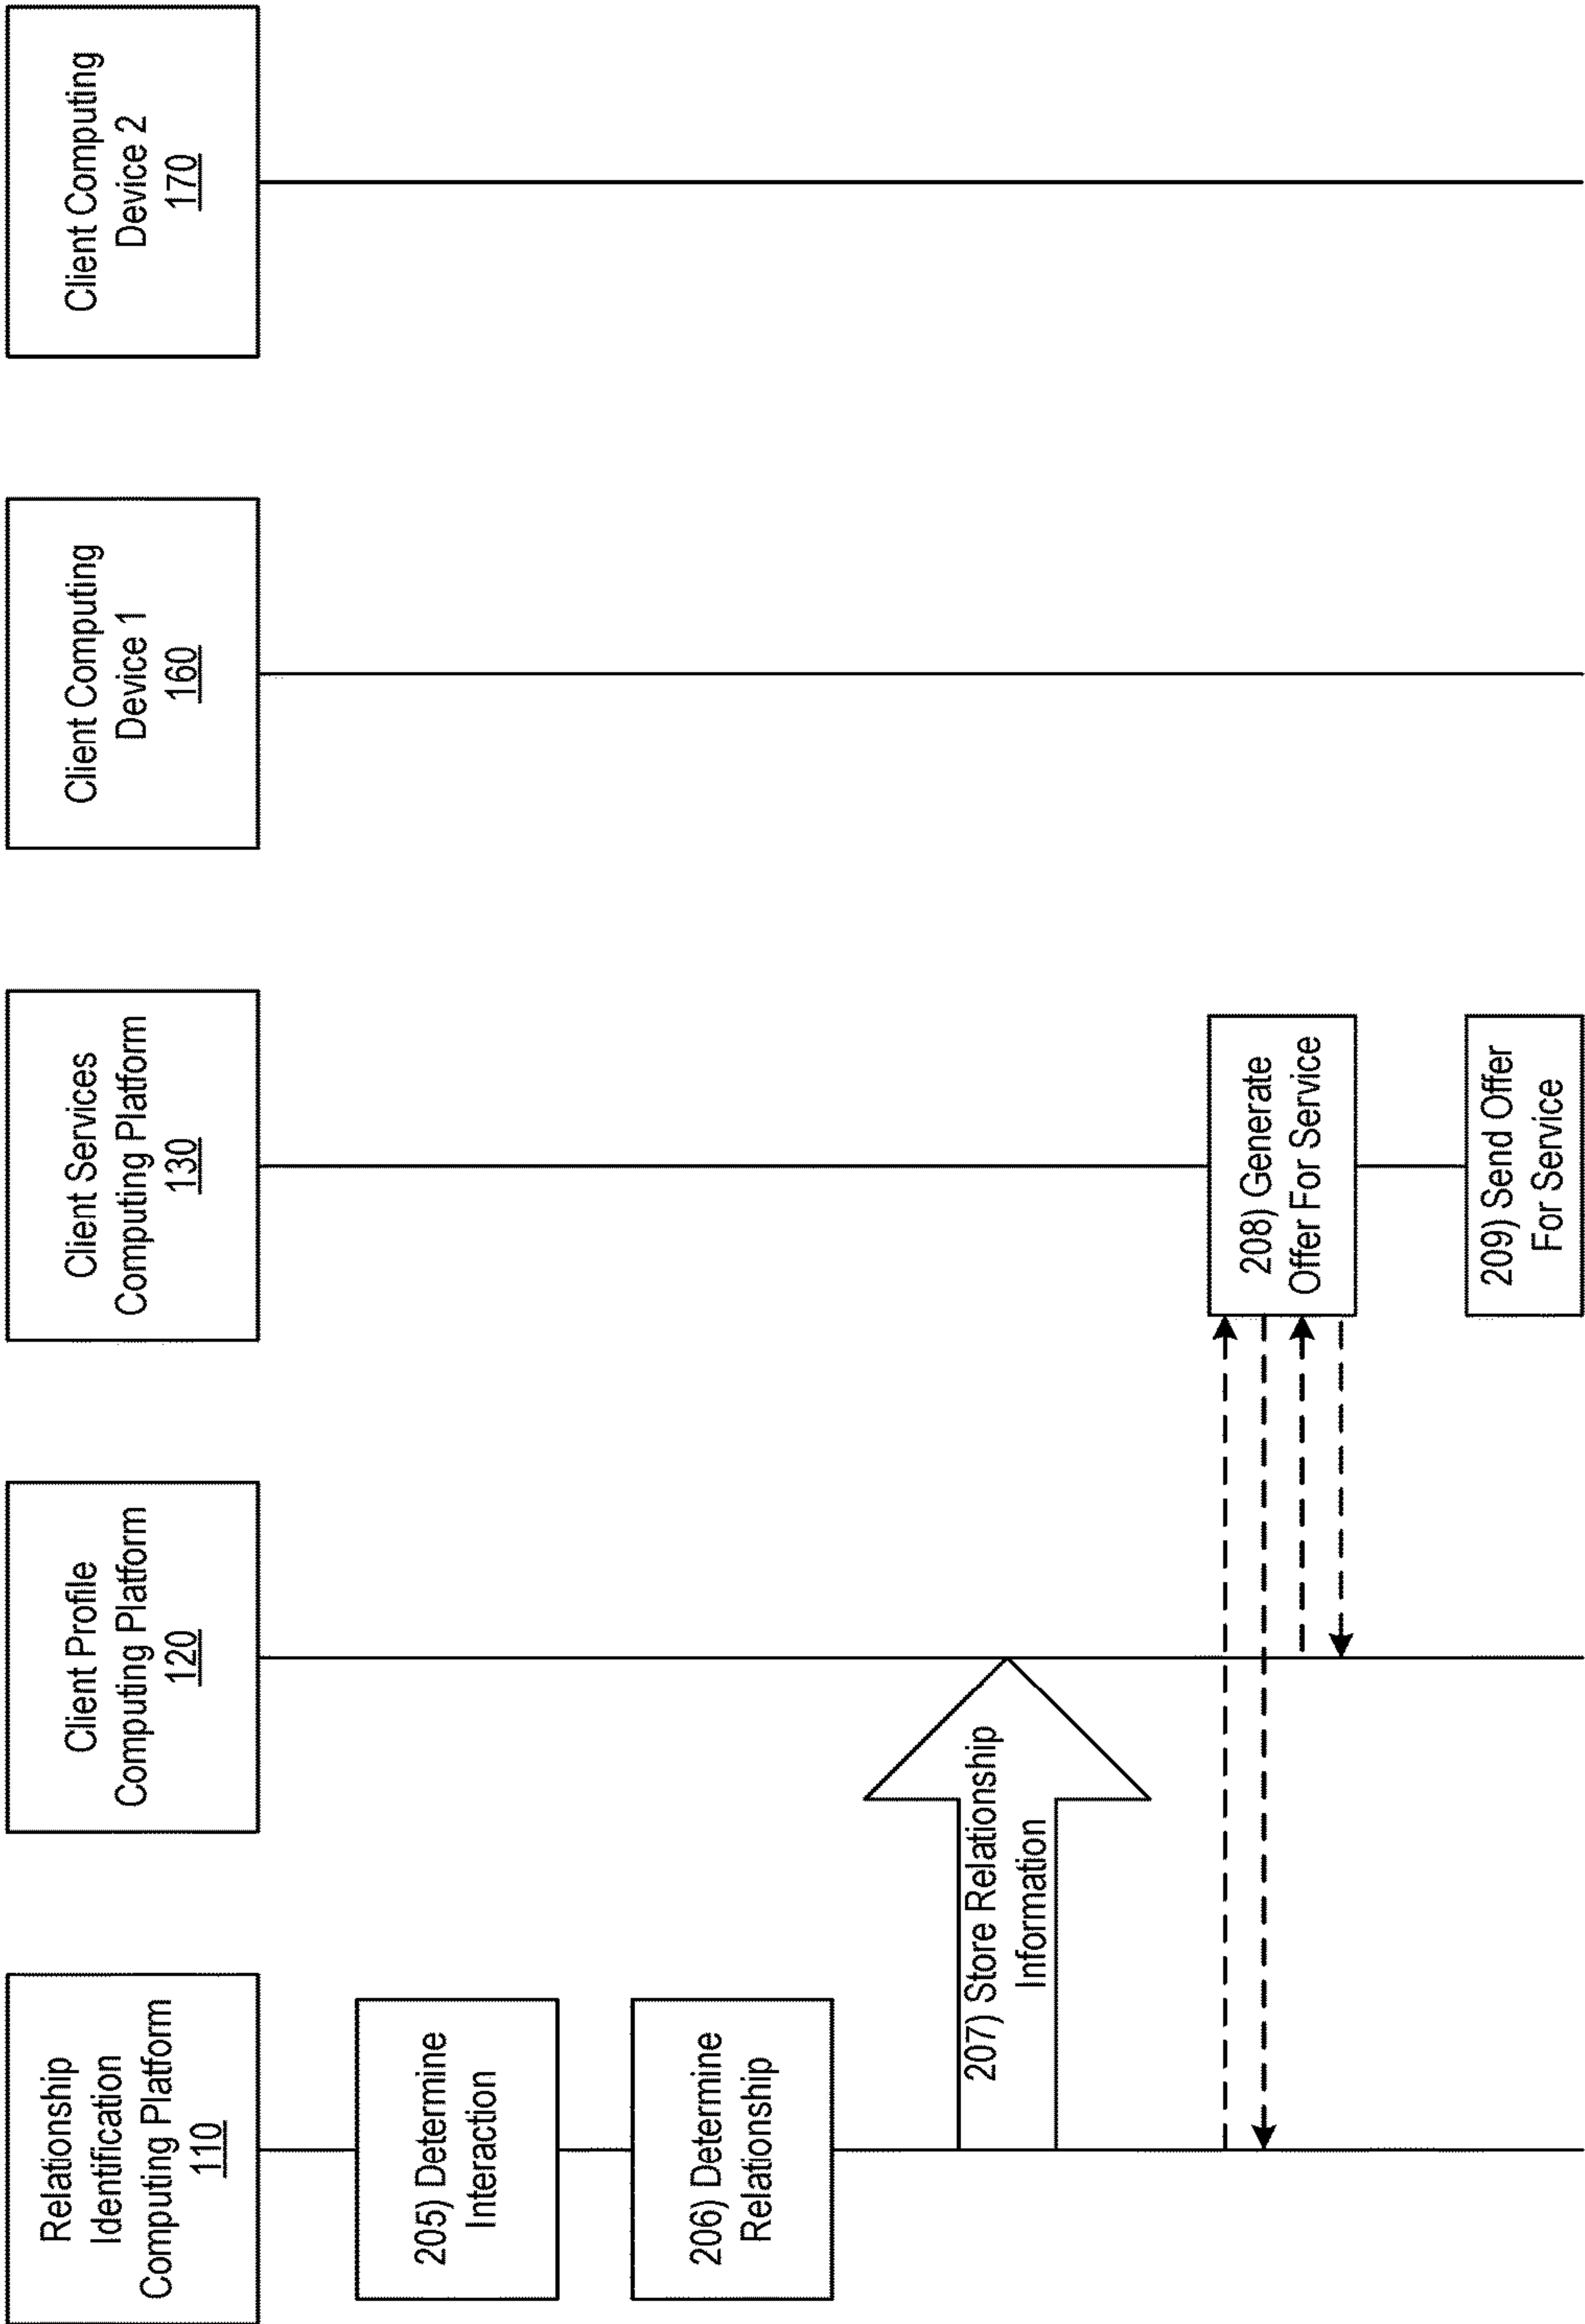 Relationship
Identification
Computing Platform
110
Client Profile
Computing Platform
120
Client Services
Computing Platform
130
Client Computing
Device 1
160
Client Computing
Device 2
170
205) Determine
Interaction
206) Determine
Relationship
207) Store Relationship
Information
208) Generate
Offer For Service
209) Send Offer
For Service